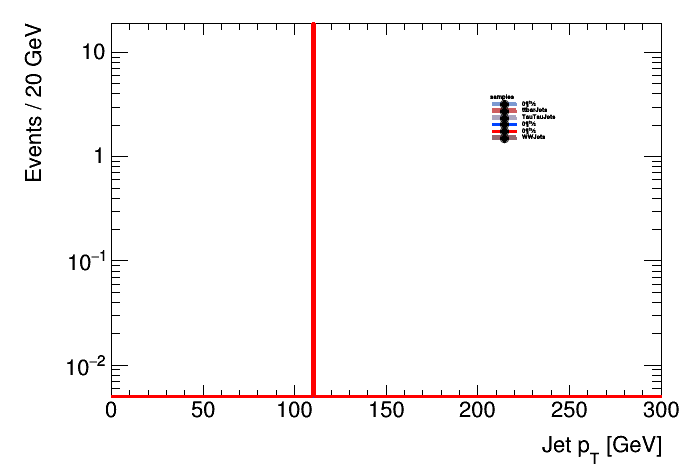 Events / 20 GeV
10
1
10⁻¹
10⁻²
0 50 100 150 200 250 300
Jet p_T [GeV]
samples
ttbarJets
TauTauJets
WWJets